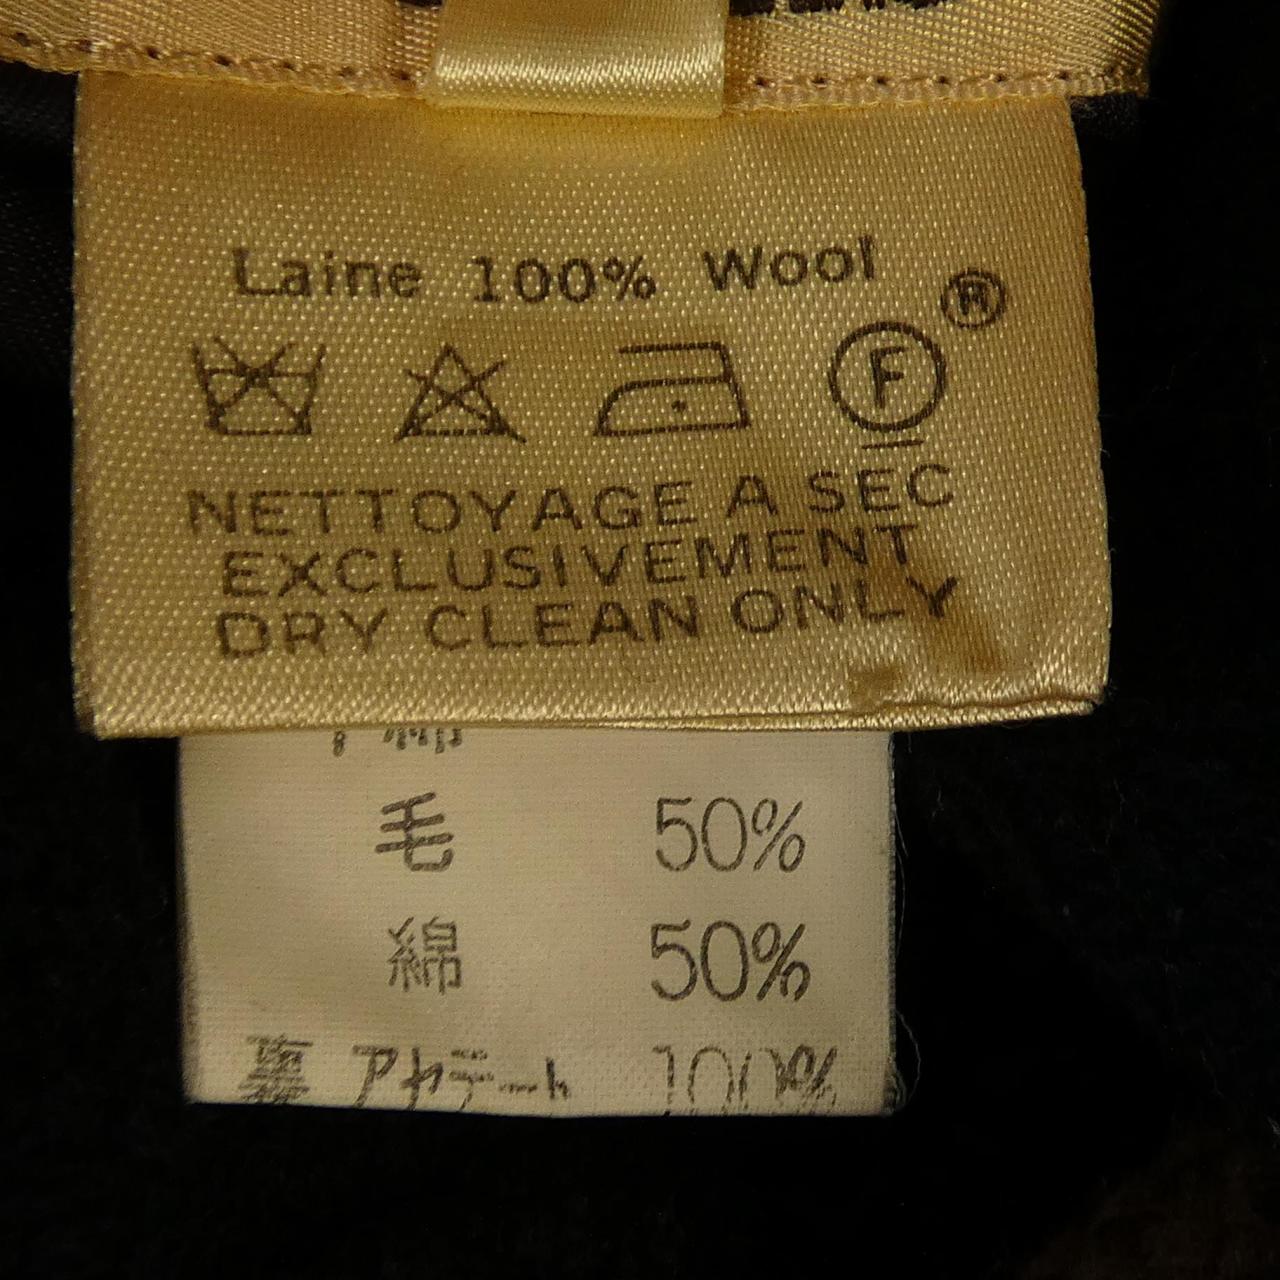 Laine 100% Wool
®
F
NETTOYAGE A SEC
EXCLUSIVEMENT
DRY CLEAN ONLY
毛 50%
綿 50%
裏 アセテート 100%